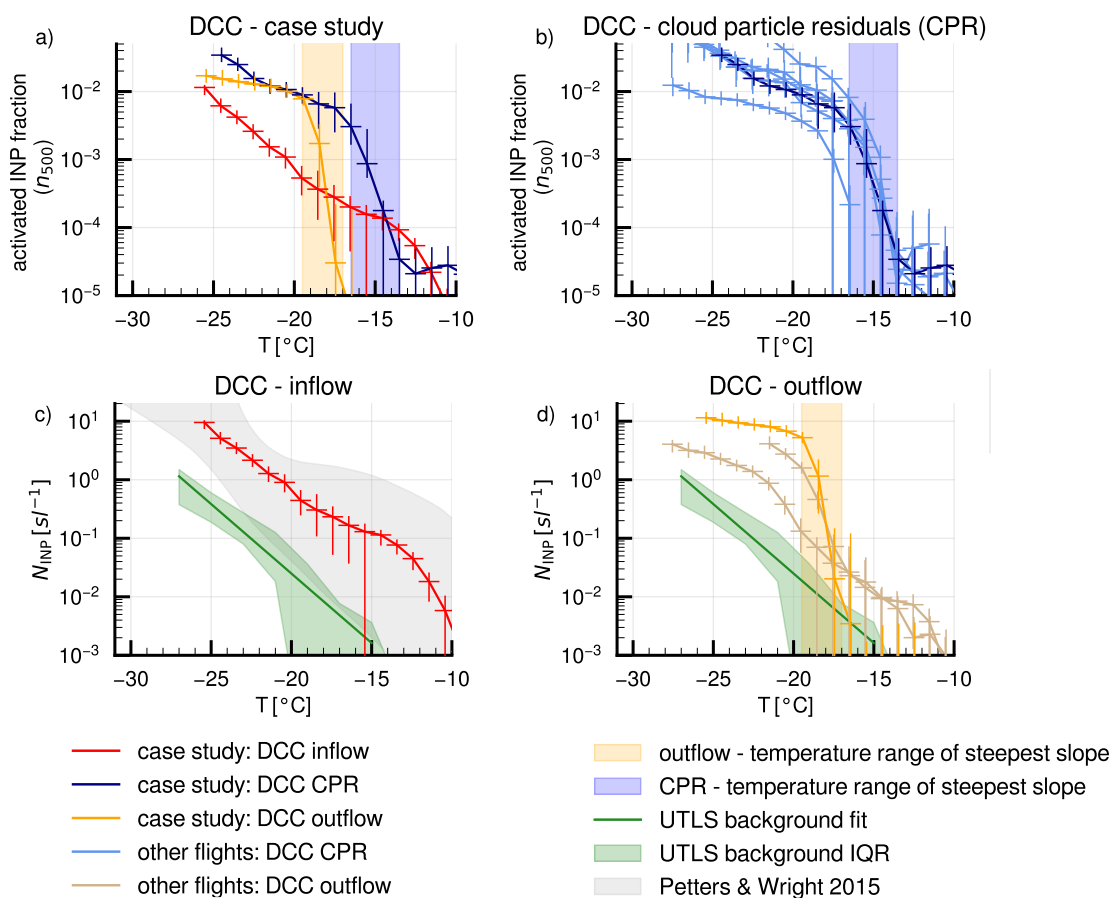 DCC - case study
DCC - cloud particle residuals (CPR)
a)
b)
activated INP fraction
(n500)
10−2
10−3
10−4
10−5
−30 −25 −20 −15 −10
T [°C]
activated INP fraction
(n500)
10−2
10−3
10−4
10−5
−30 −25 −20 −15 −10
T [°C]
DCC - inflow
DCC - outflow
c)
d)
NINP [sl−1]
101
100
10−1
10−2
10−3
−30 −25 −20 −15 −10
T [°C]
NINP [sl−1]
101
100
10−1
10−2
10−3
−30 −25 −20 −15 −10
T [°C]
case study: DCC inflow
case study: DCC CPR
case study: DCC outflow
other flights: DCC CPR
other flights: DCC outflow
outflow - temperature range of steepest slope
CPR - temperature range of steepest slope
UTLS background fit
UTLS background IQR
Petters & Wright 2015